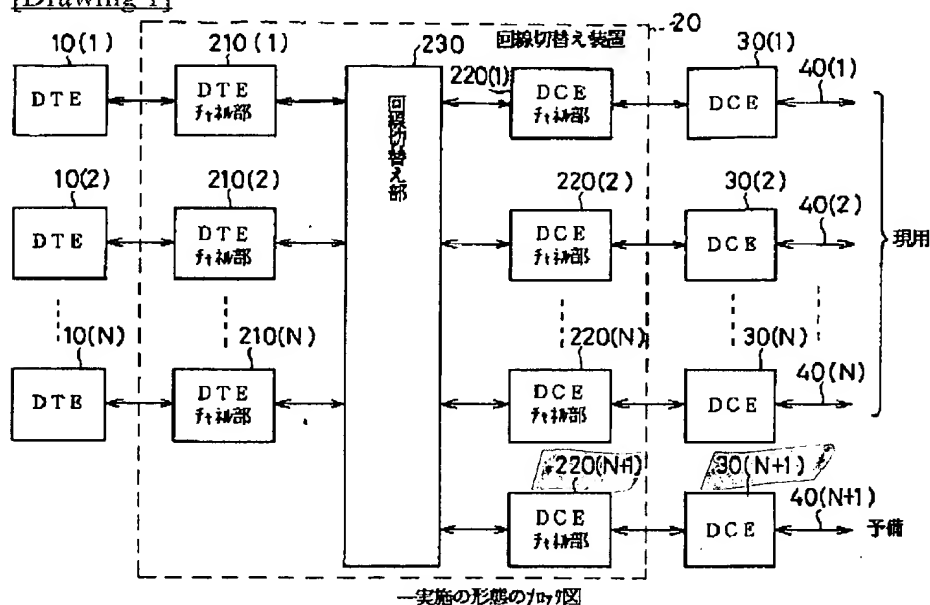 [Drawing 1]
10(1)
210(1)
230
回線切替え装置
20
220(1)
30(1)
40(1)
DTE
DTE
チャネル部
回線切替え部
DCE
チャネル部
DCE
10(2)
210(2)
220(2)
30(2)
40(2)
DTE
DTE
チャネル部
DCE
チャネル部
DCE
現用
10(N)
210(N)
220(N)
30(N)
40(N)
DTE
DTE
チャネル部
DCE
チャネル部
DCE
220(N+1)
30(N+1)
40(N+1)
DCE
チャネル部
DCE
予備
一実施の形態のブロック図